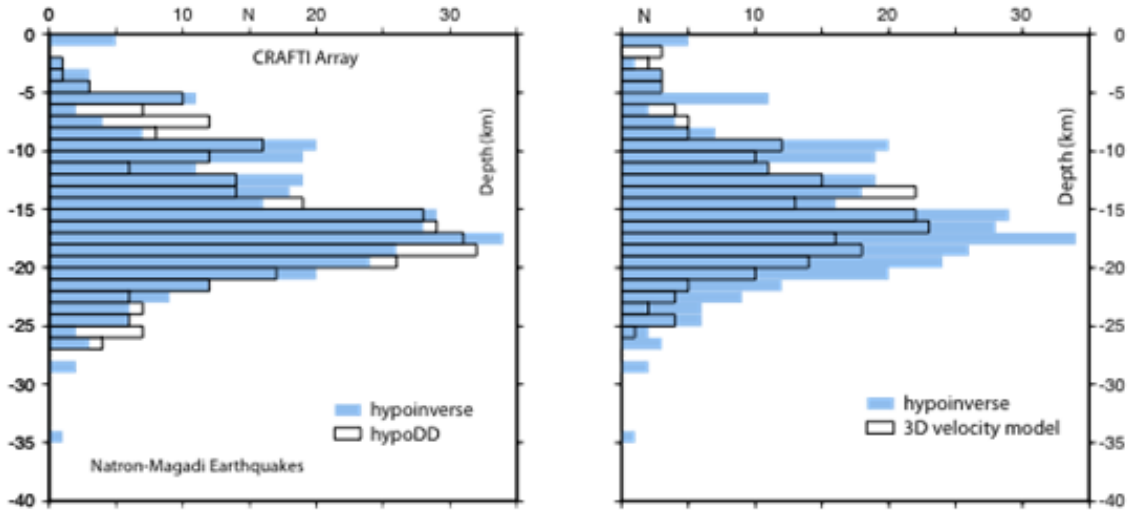 0 10 N 20 30
0
-5
-10
-15
-20
-25
-30
-35
-40
CRAFTI Array
Depth (km)
hypoinverse
hypoDD
Natron-Magadi Earthquakes
N 10 20 30
0
-5
-10
-15
-20
-25
-30
-35
-40
Depth (km)
hypoinverse
3D velocity model